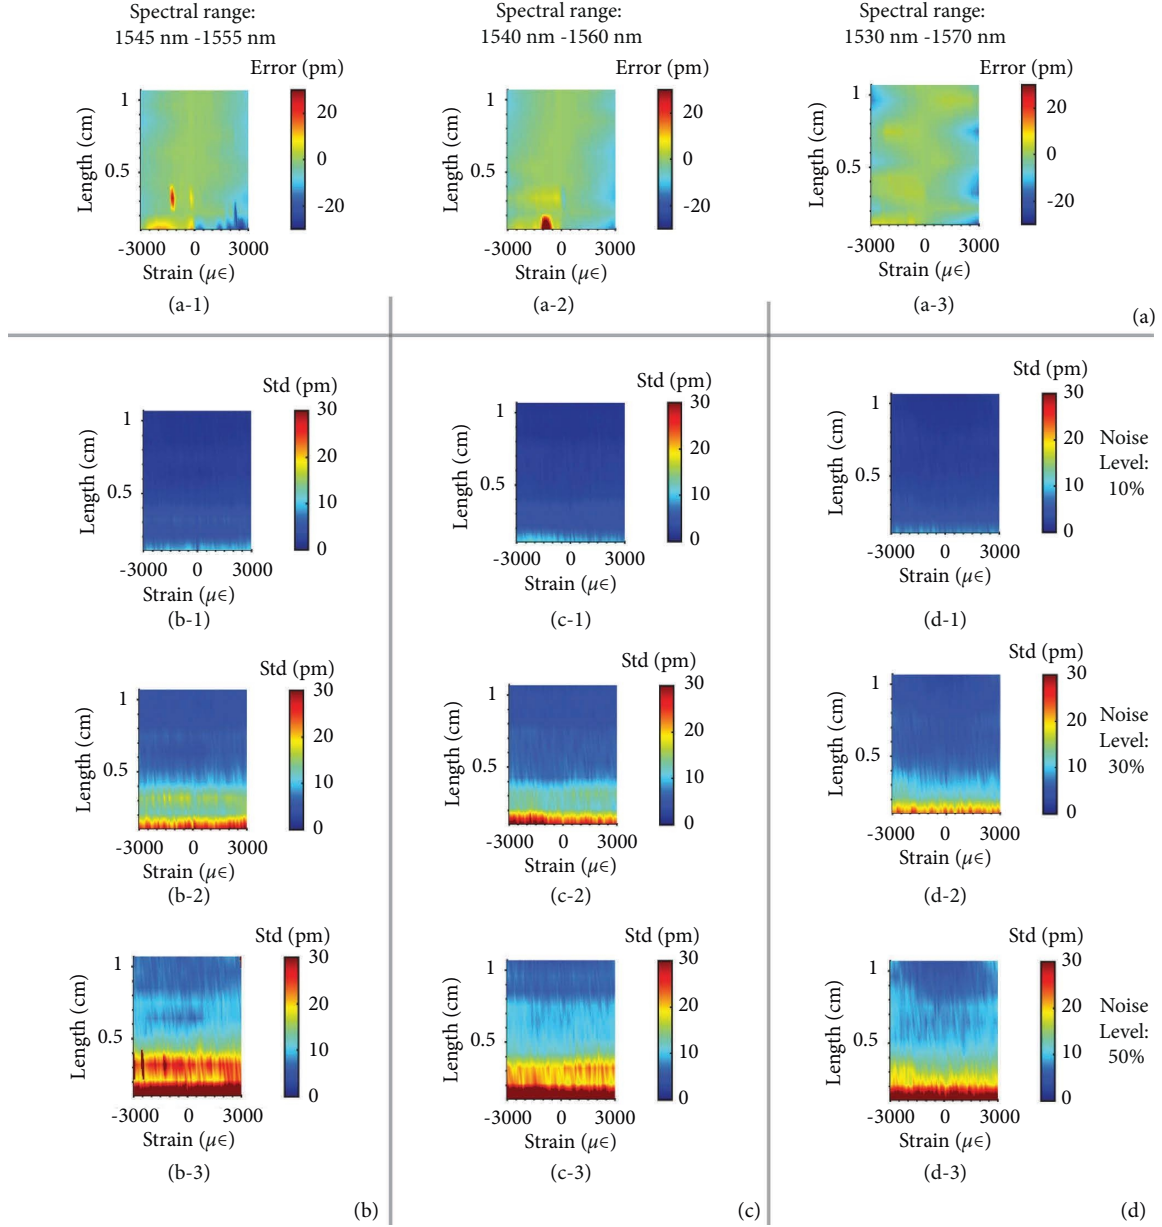 Spectral range:
1545 nm -1555 nm
Error (pm)
Length (cm)
1
0.5
20
0
-20
-3000 0 3000
Strain (μϵ)
(a-1)
Spectral range:
1540 nm -1560 nm
Error (pm)
Length (cm)
1
0.5
20
0
-20
-3000 0 3000
Strain (μϵ)
(a-2)
Spectral range:
1530 nm -1570 nm
Error (pm)
Length (cm)
1
0.5
20
0
-20
-3000 0 3000
Strain (μϵ)
(a-3)
(a)
Std (pm)
Length (cm)
1
0.5
30
20
10
0
-3000 0 3000
Strain (μϵ)
(b-1)
Std (pm)
Length (cm)
1
0.5
30
20
10
0
-3000 0 3000
Strain (μϵ)
(c-1)
Std (pm)
Length (cm)
1
0.5
30
20
10
0
-3000 0 3000
Strain (μϵ)
(d-1)
Noise
Level:
10%
Std (pm)
Length (cm)
1
0.5
30
20
10
0
-3000 0 3000
Strain (μϵ)
(b-2)
Std (pm)
Length (cm)
1
0.5
30
20
10
0
-3000 0 3000
Strain (μϵ)
(c-2)
Std (pm)
Length (cm)
1
0.5
30
20
10
0
-3000 0 3000
Strain (μϵ)
(d-2)
Noise
Level:
30%
Std (pm)
Length (cm)
1
0.5
30
20
10
0
-3000 0 3000
Strain (μϵ)
(b-3)
(b)
Std (pm)
Length (cm)
1
0.5
30
20
10
0
-3000 0 3000
Strain (μϵ)
(c-3)
(c)
Std (pm)
Length (cm)
1
0.5
30
20
10
0
-3000 0 3000
Strain (μϵ)
(d-3)
Noise
Level:
50%
(d)